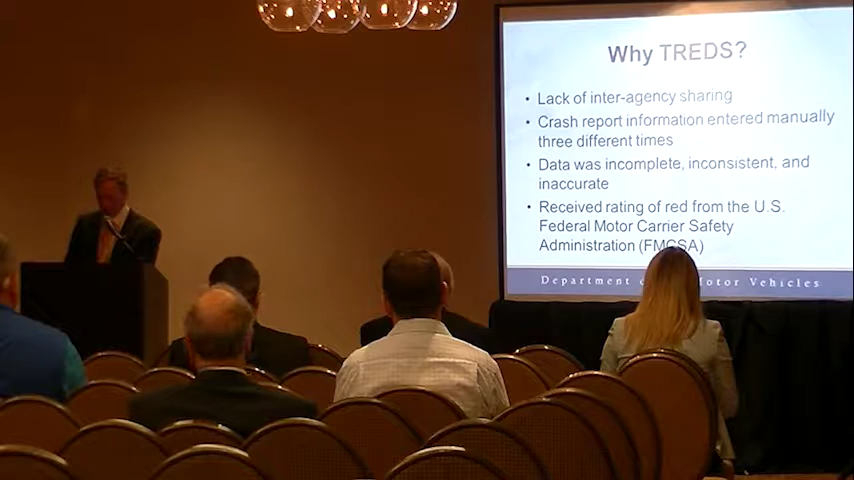 Why TREDS?
• Lack of inter-agency sharing
• Crash report information entered manually
three different times
• Data was incomplete, inconsistent, and
inaccurate
• Received rating of red from the U.S.
Federal Motor Carrier Safety
Administration (FMCSA)
Department Motor Vehicles